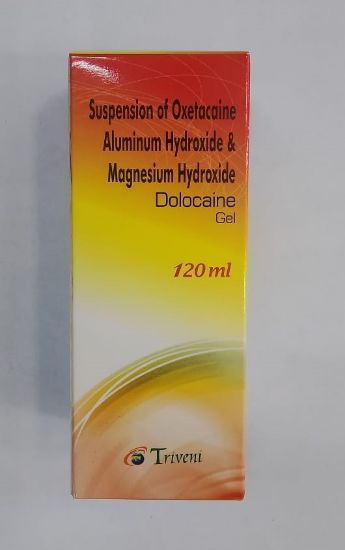 Suspension of Oxetacaine
Aluminum Hydroxide &
Magnesium Hydroxide
Dolocaine
Gel
120 ml
Triveni